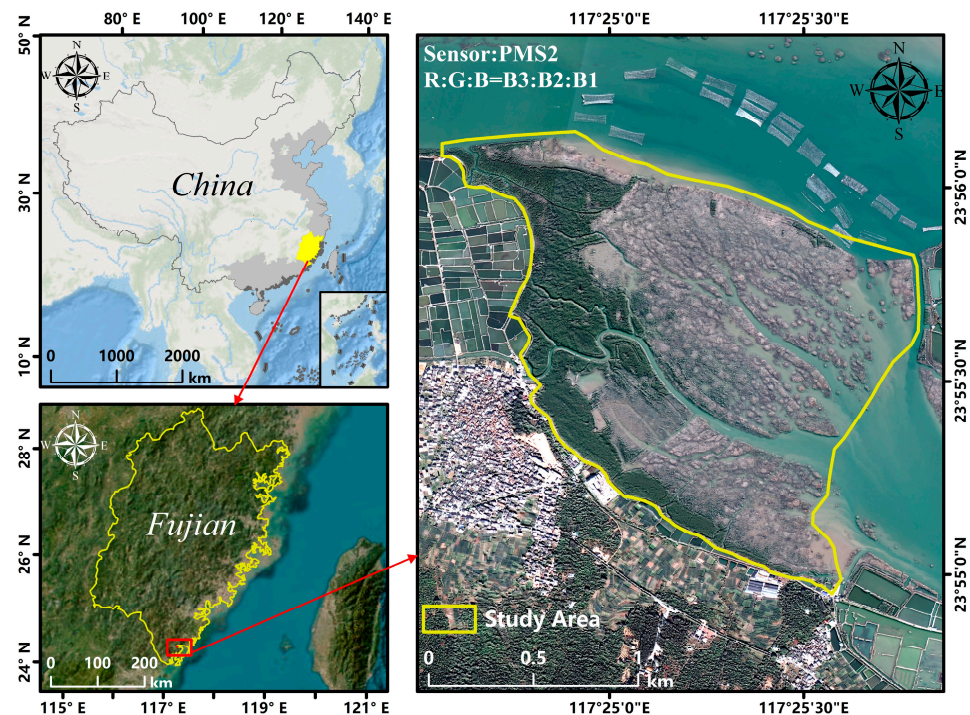 80° E 100° E 120° E 140° E
50° N
30° N
10° N
N
W E
S
China
0 1000 2000
km
28° N
26° N
24° N
N
W E
S
Fujian
0 100 200
km
115° E 117° E 119° E 121° E
117°25'0"E 117°25'30"E
Sensor:PMS2
R:G:B=B3:B2:B1
N
W E
S
23°56'0"N
23°55'30"N
23°55'0"N
Study Area
0 0.5 1
km
117°25'0"E 117°25'30"E